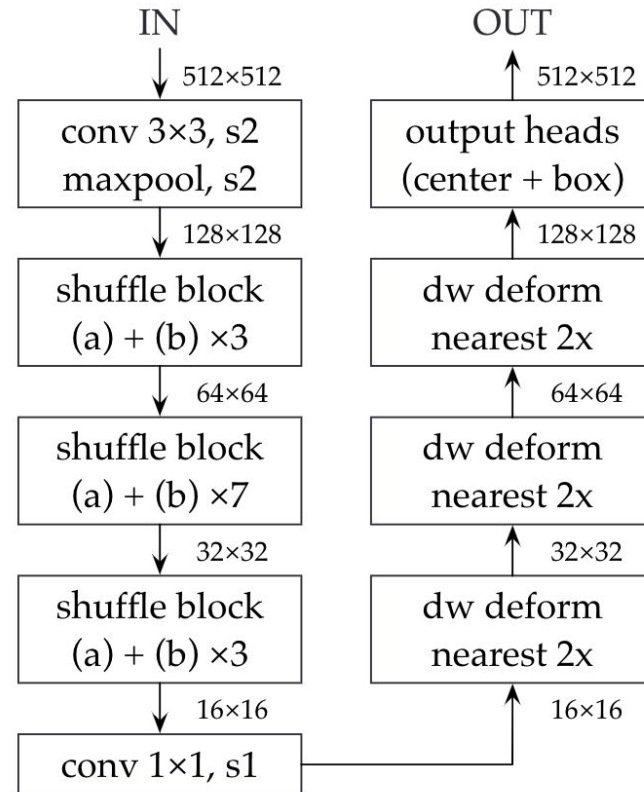 IN
512×512
conv 3×3, s2
maxpool, s2
128×128
shuffle block
(a) + (b) ×3
64×64
shuffle block
(a) + (b) ×7
32×32
shuffle block
(a) + (b) ×3
16×16
conv 1×1, s1
OUT
512×512
output heads
(center + box)
128×128
dw deform
nearest 2x
64×64
dw deform
nearest 2x
32×32
dw deform
nearest 2x
16×16